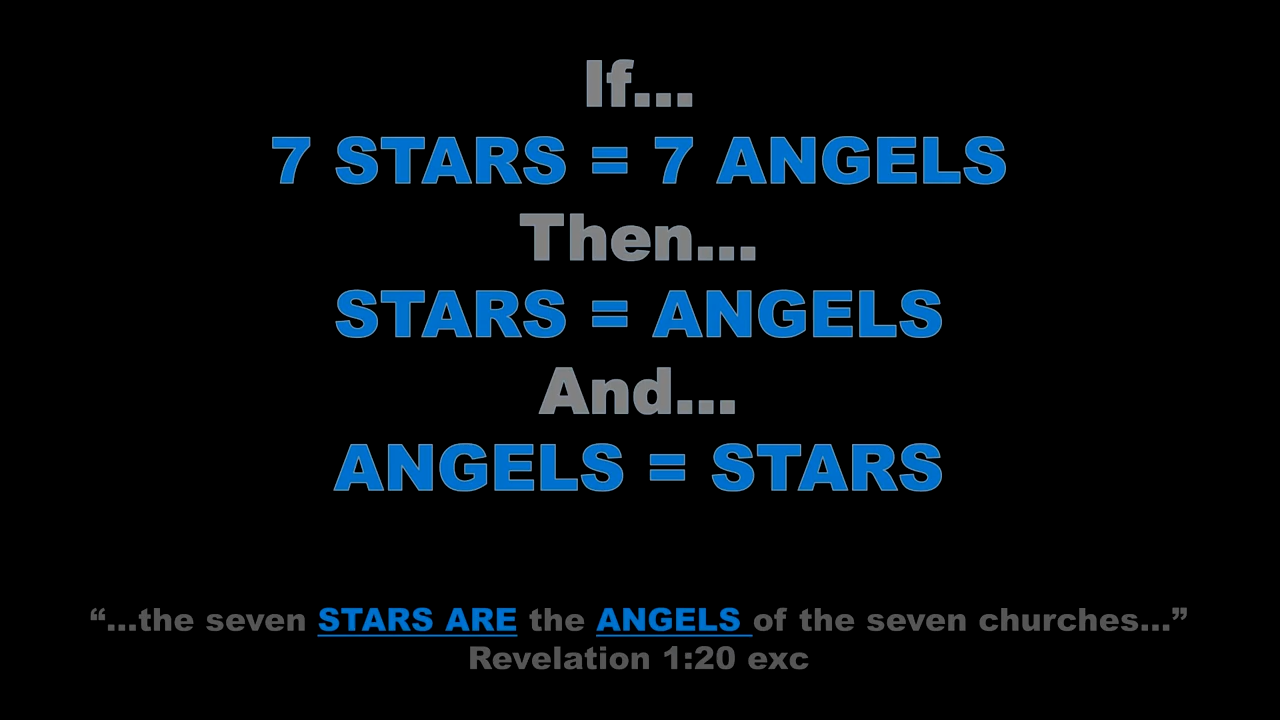 If...
7 STARS = 7 ANGELS
Then...
STARS = ANGELS
And...
ANGELS = STARS
“...the seven STARS ARE the ANGELS of the seven churches...”
Revelation 1:20 exc